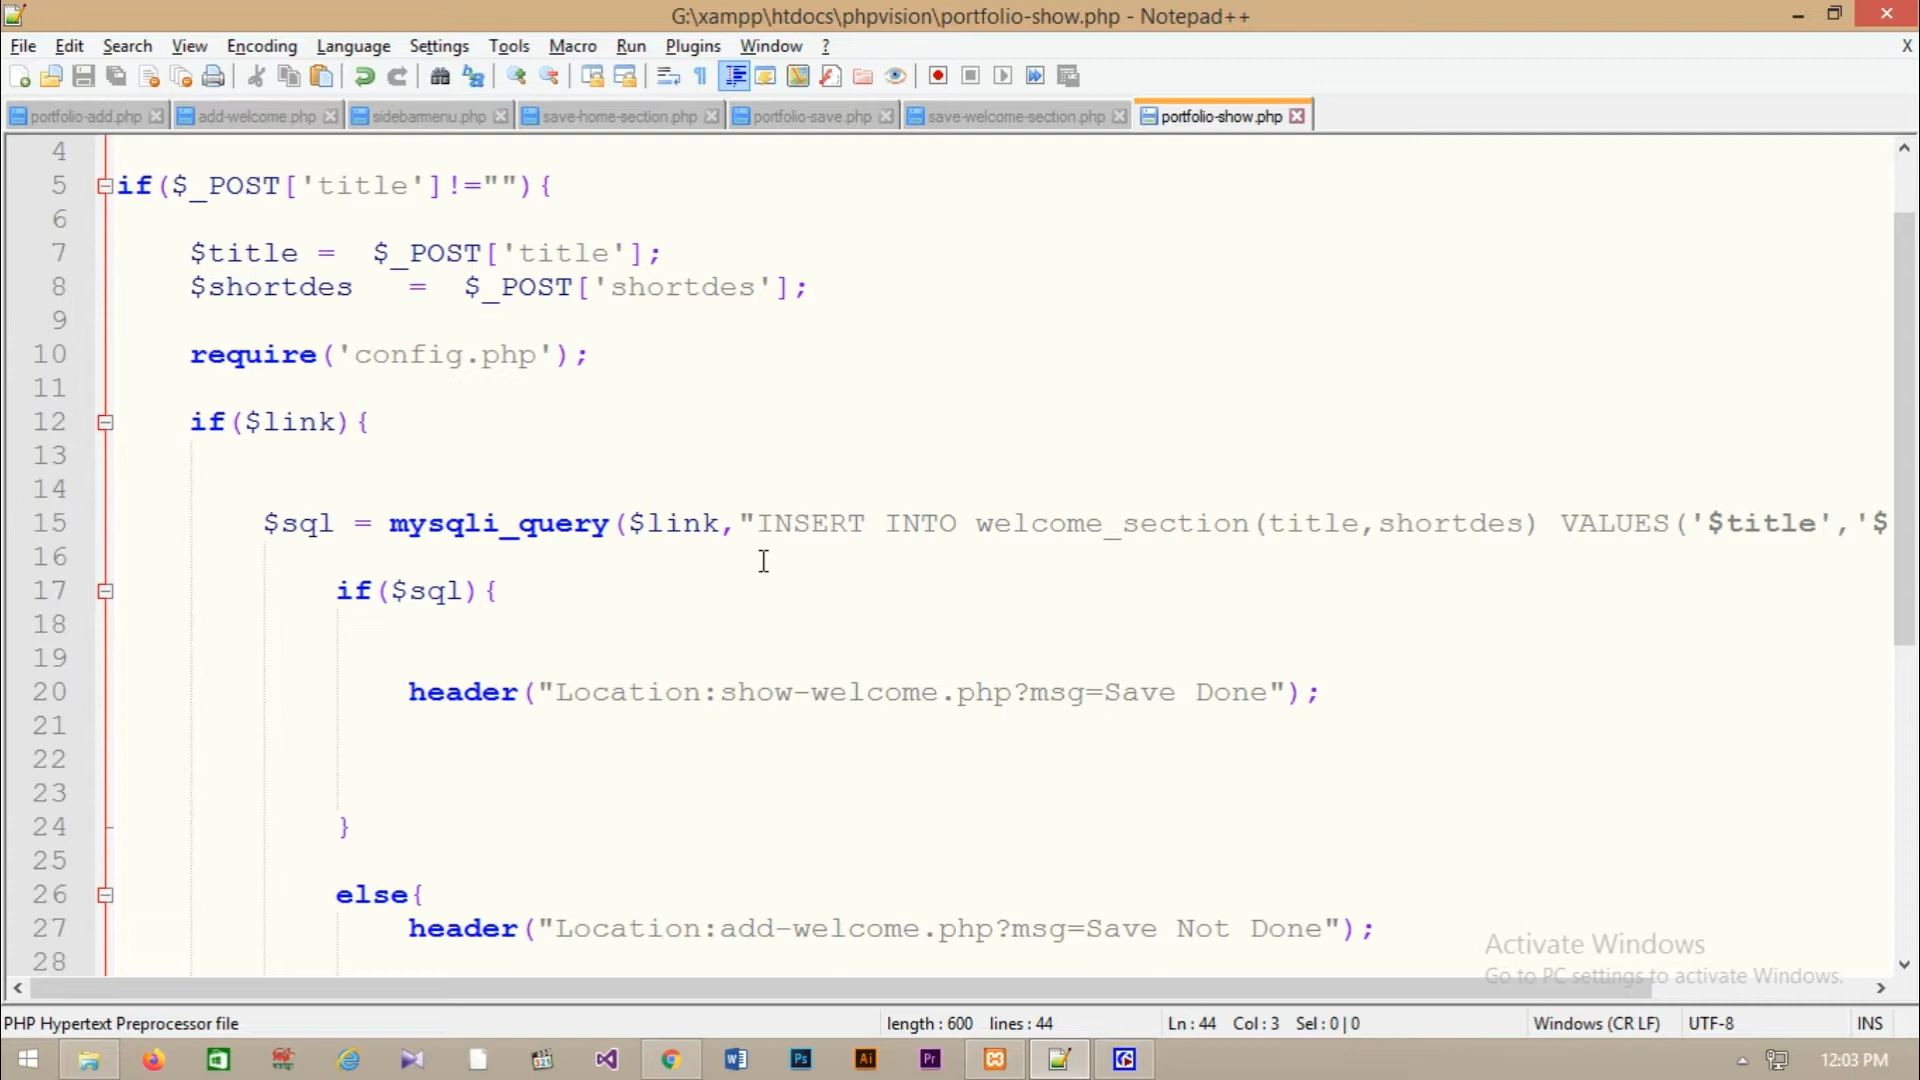 G:\xampp\htdocs\phpvision\portfolio-show.php - Notepad++
File Edit Search View Encoding Language Settings Tools Macro Run Plugins Window ? X
portfolio-add.php add-welcome.php sidebarmenu.php save-home-section.php portfolio-save.php save-welcome-section.php portfolio-show.php
4
5 if($_POST['title']!=""){
6
7 $title = $_POST['title'];
8 $shortdes = $_POST['shortdes'];
9
10 require('config.php');
11
12 if($link){
13
14
15 $sql = mysqli_query($link,"INSERT INTO welcome_section(title,shortdes) VALUES('$title','$
16
17 if($sql){
18
19
20 header("Location:show-welcome.php?msg=Save Done");
21
22
23
24 }
25
26 else{
27 header("Location:add-welcome.php?msg=Save Not Done");
28
Activate Windows
Go to PC settings to activate Windows.
PHP Hypertext Preprocessor file length : 600 lines : 44 Ln : 44 Col : 3 Sel : 0 | 0 Windows (CR LF) UTF-8 INS
Ps Ai Pr 12:03 PM